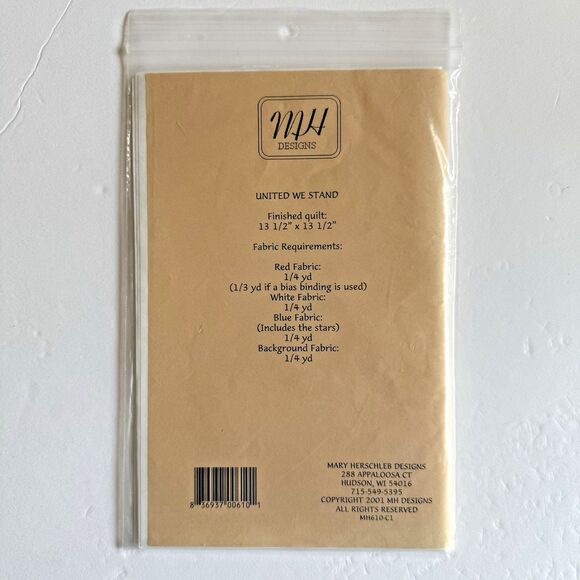 MH
DESIGNS
UNITED WE STAND
Finished quilt:
13 1/2" x 13 1/2"
Fabric Requirements:
Red Fabric:
1/4 yd
(1/3 yd if a bias binding is used)
White Fabric:
1/4 yd
Blue Fabric:
(Includes the stars)
1/4 yd
Background Fabric:
1/4 yd
8 36937 00610 1
MARY HERSCHLEB DESIGNS
288 APPALOOSA CT
HUDSON, WI 54016
715-549-5395
COPYRIGHT 2001 MH DESIGNS
ALL RIGHTS RESERVED
MH610-C1